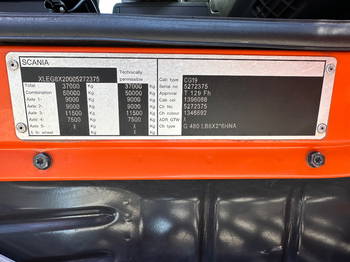 SCANIA
XLEG8X20005272375
Technically permissible
Total 37000 Kg 37000 Kg
Combination 50000 Kg 50000 Kg
Axle 1- 9000 Kg 9000 Kg
Axle 2- 9000 Kg 9000 Kg
Axle 3- 11500 Kg 11500 Kg
Axle 4- 7500 Kg 7500 Kg
Axle 5- X Kg X Kg
t. b. wheel X Kg X Kg
Cab type CG19
Serial no 5272375
Approval T 129 Fh
Cab col 1396088
Ch No 5272375
Ch colour 1346692
ADR GTW X
G type G 480 LB8X2*6HNA